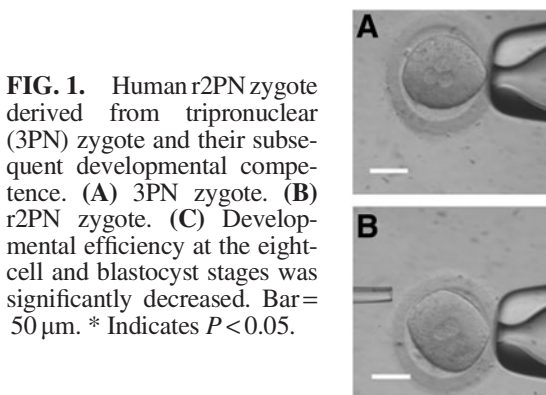 FIG. 1. Human r2PN zygote
derived from tripronuclear
(3PN) zygote and their subse-
quent developmental compe-
tence. (A) 3PN zygote. (B)
r2PN zygote. (C) Develop-
mental efficiency at the eight-
cell and blastocyst stages was
significantly decreased. Bar=
50 μm. * Indicates P<0.05.
A
B